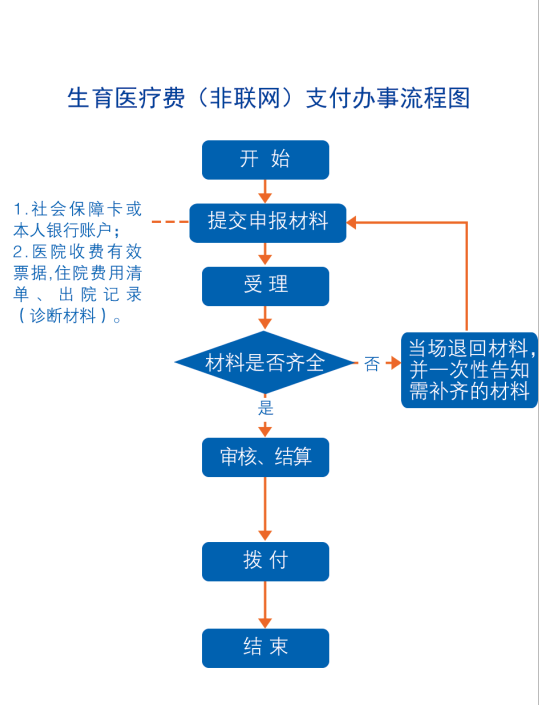 生育医疗费（非联网）支付办事流程图
开 始
1.社会保障卡或
本人银行账户；
2.医院收费有效
票据,住院费用清
单、出院记录
（诊断材料）。
提交申报材料
受 理
材料是否齐全
否
当场退回材料，
并一次性告知
需补齐的材料
是
审核、结算
拨 付
结 束